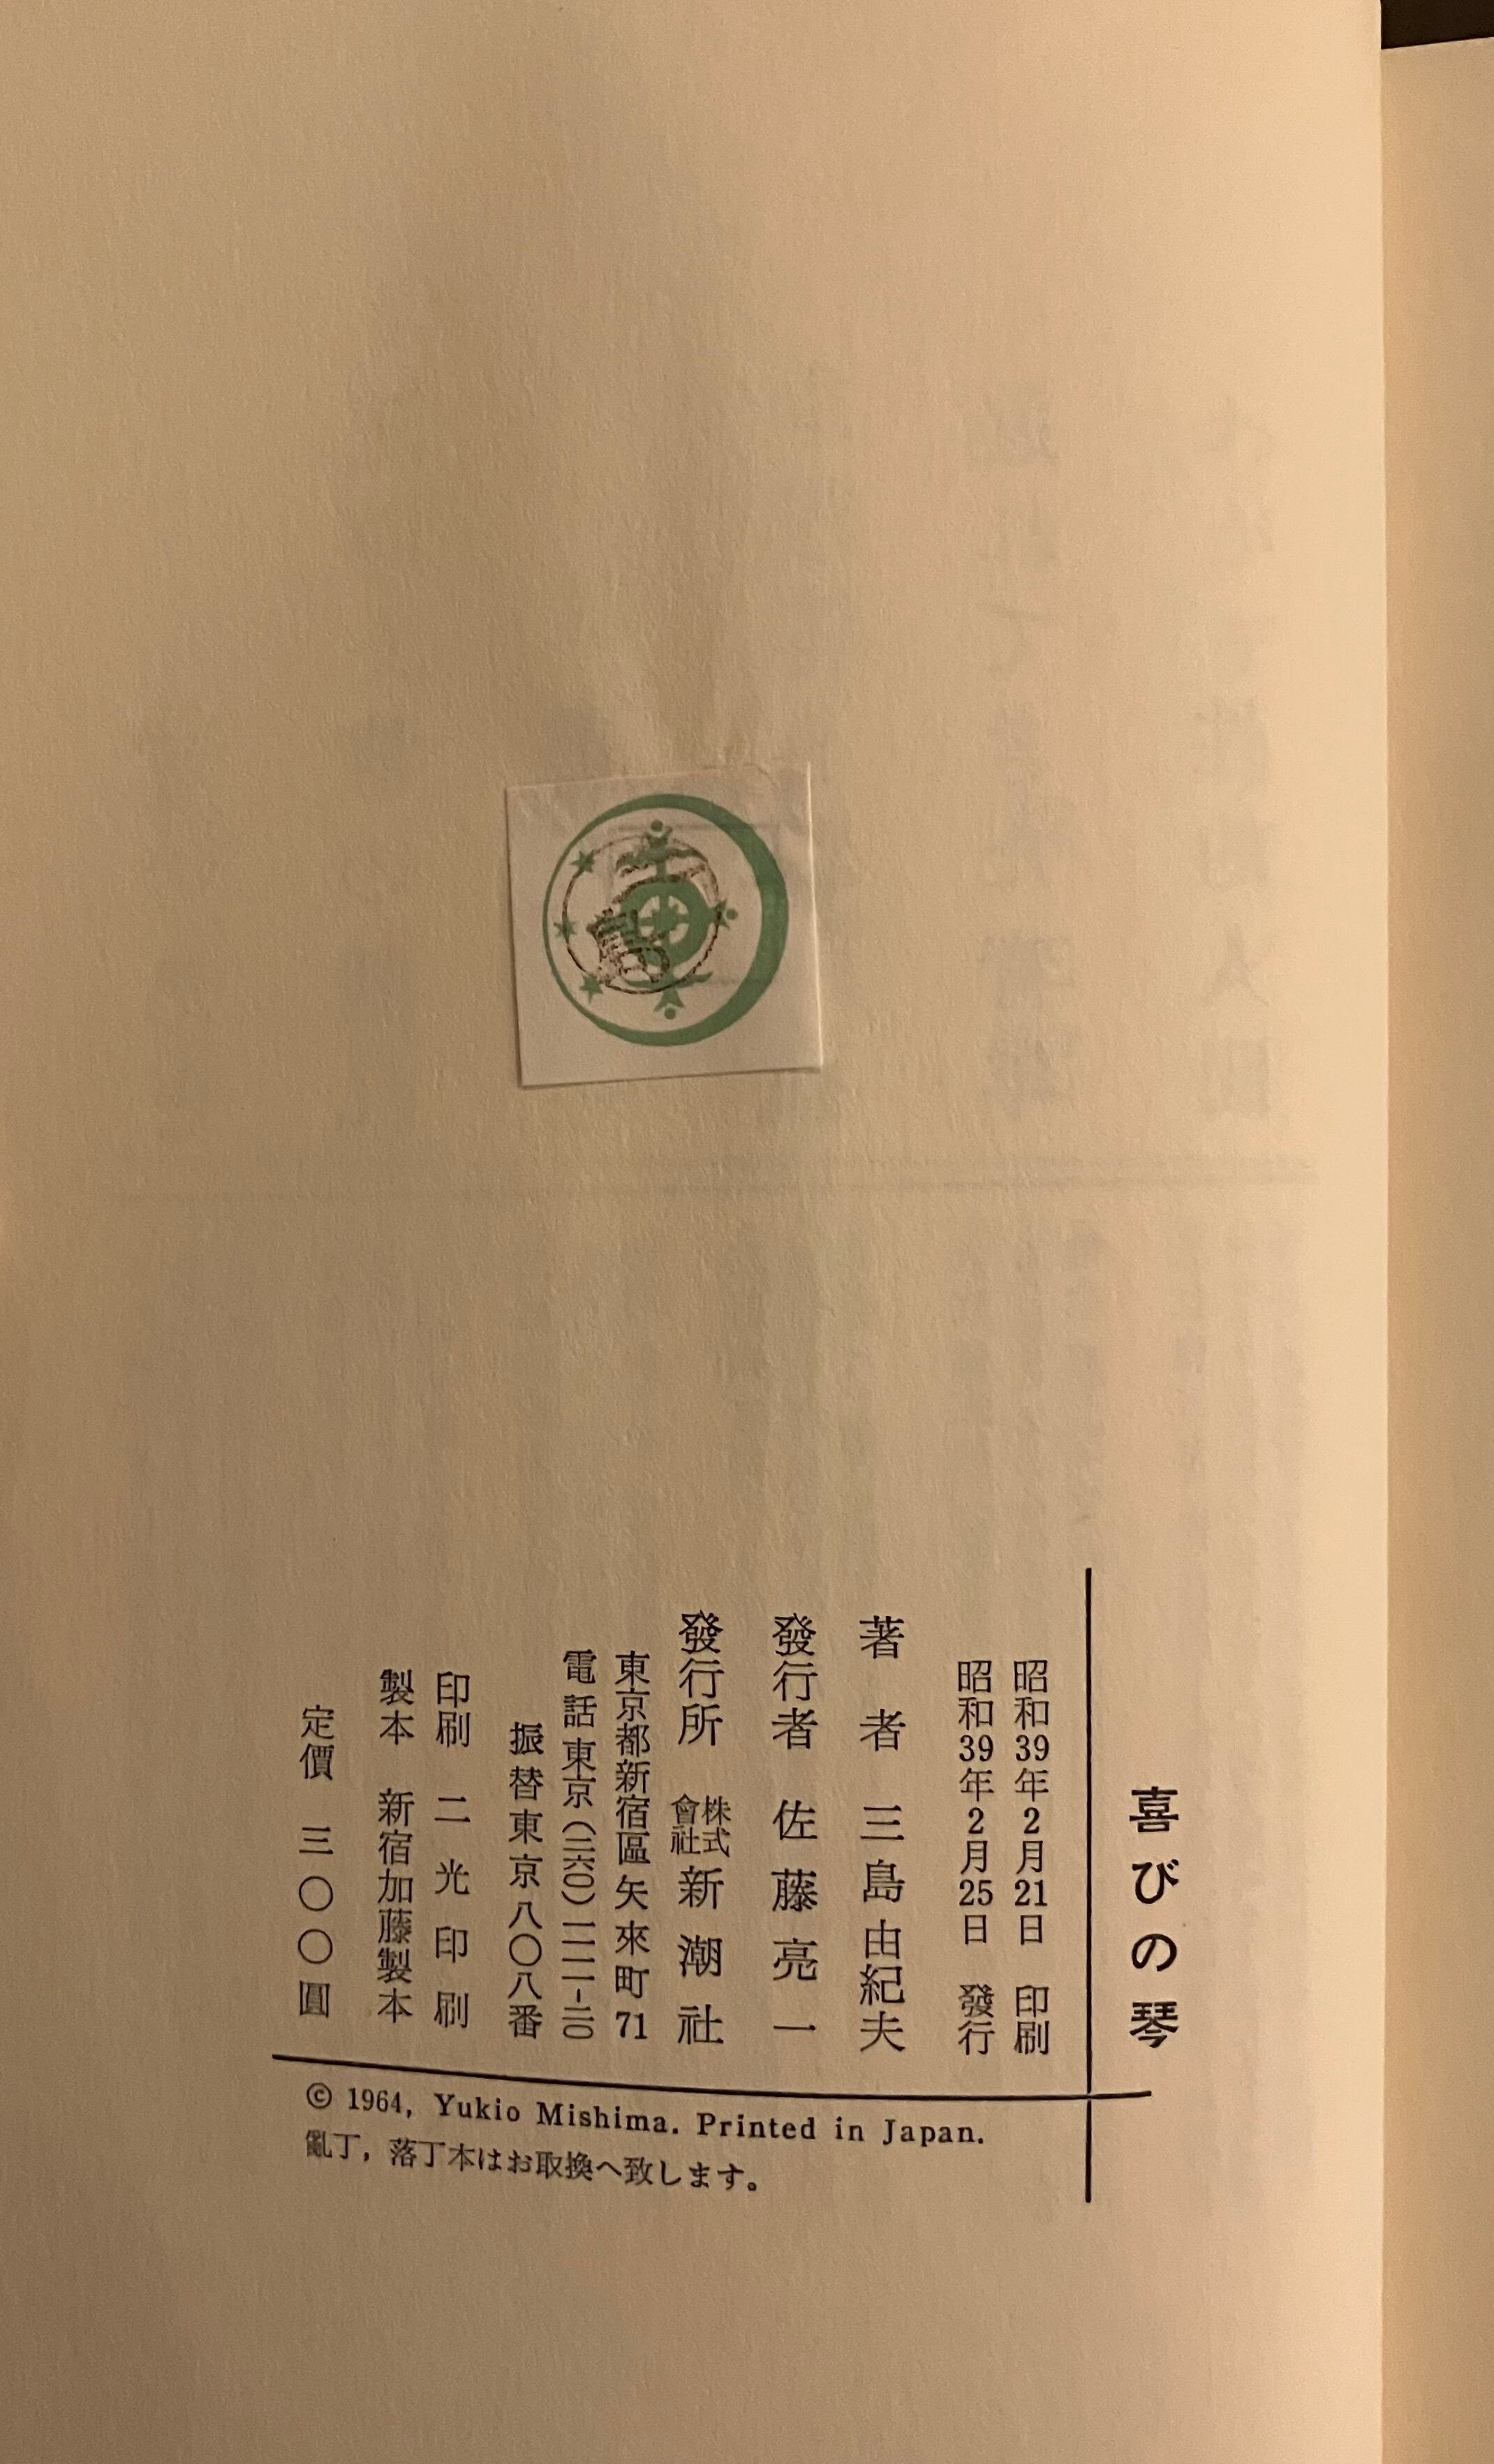 喜びの琴
昭和39年2月21日 印刷
昭和39年2月25日 發行
著者 三島由紀夫
發行者 佐藤亮一
發行所 株式會社 新潮社
東京都新宿區矢來町71
電話東京(二六〇)一一一一-二〇
振替東京八〇八番
印刷 二光印刷
製本 新宿加藤製本
定價 三〇〇圓
© 1964, Yukio Mishima. Printed in Japan.
亂丁，落丁本はお取換へ致します。